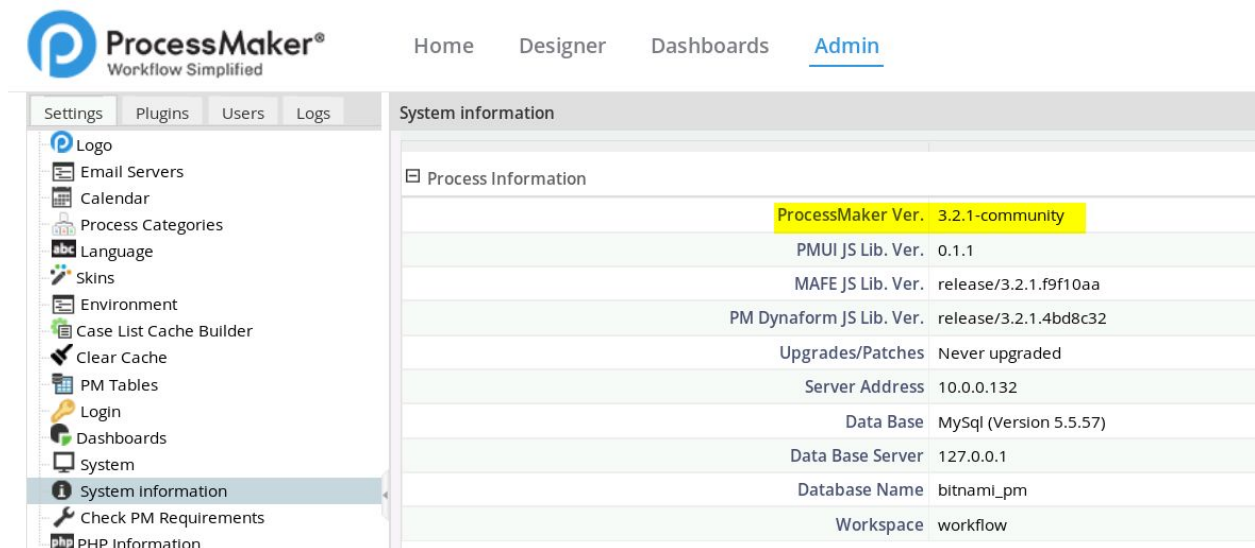 ProcessMaker®
Workflow Simplified
Home Designer Dashboards Admin
Settings Plugins Users Logs
Logo
Email Servers
Calendar
Process Categories
abc Language
Skins
Environment
Case List Cache Builder
Clear Cache
PM Tables
Login
Dashboards
System
System information
Check PM Requirements
php PHP Information
System information
Process Information
ProcessMaker Ver. 3.2.1-community
PMUI JS Lib. Ver. 0.1.1
MAFE JS Lib. Ver. release/3.2.1.f9f10aa
PM Dynaform JS Lib. Ver. release/3.2.1.4bd8c32
Upgrades/Patches Never upgraded
Server Address 10.0.0.132
Data Base MySql (Version 5.5.57)
Data Base Server 127.0.0.1
Database Name bitnami_pm
Workspace workflow